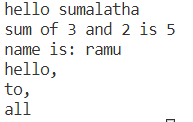 hello sumalatha
sum of 3 and 2 is 5
name is: ramu
hello,
to,
all